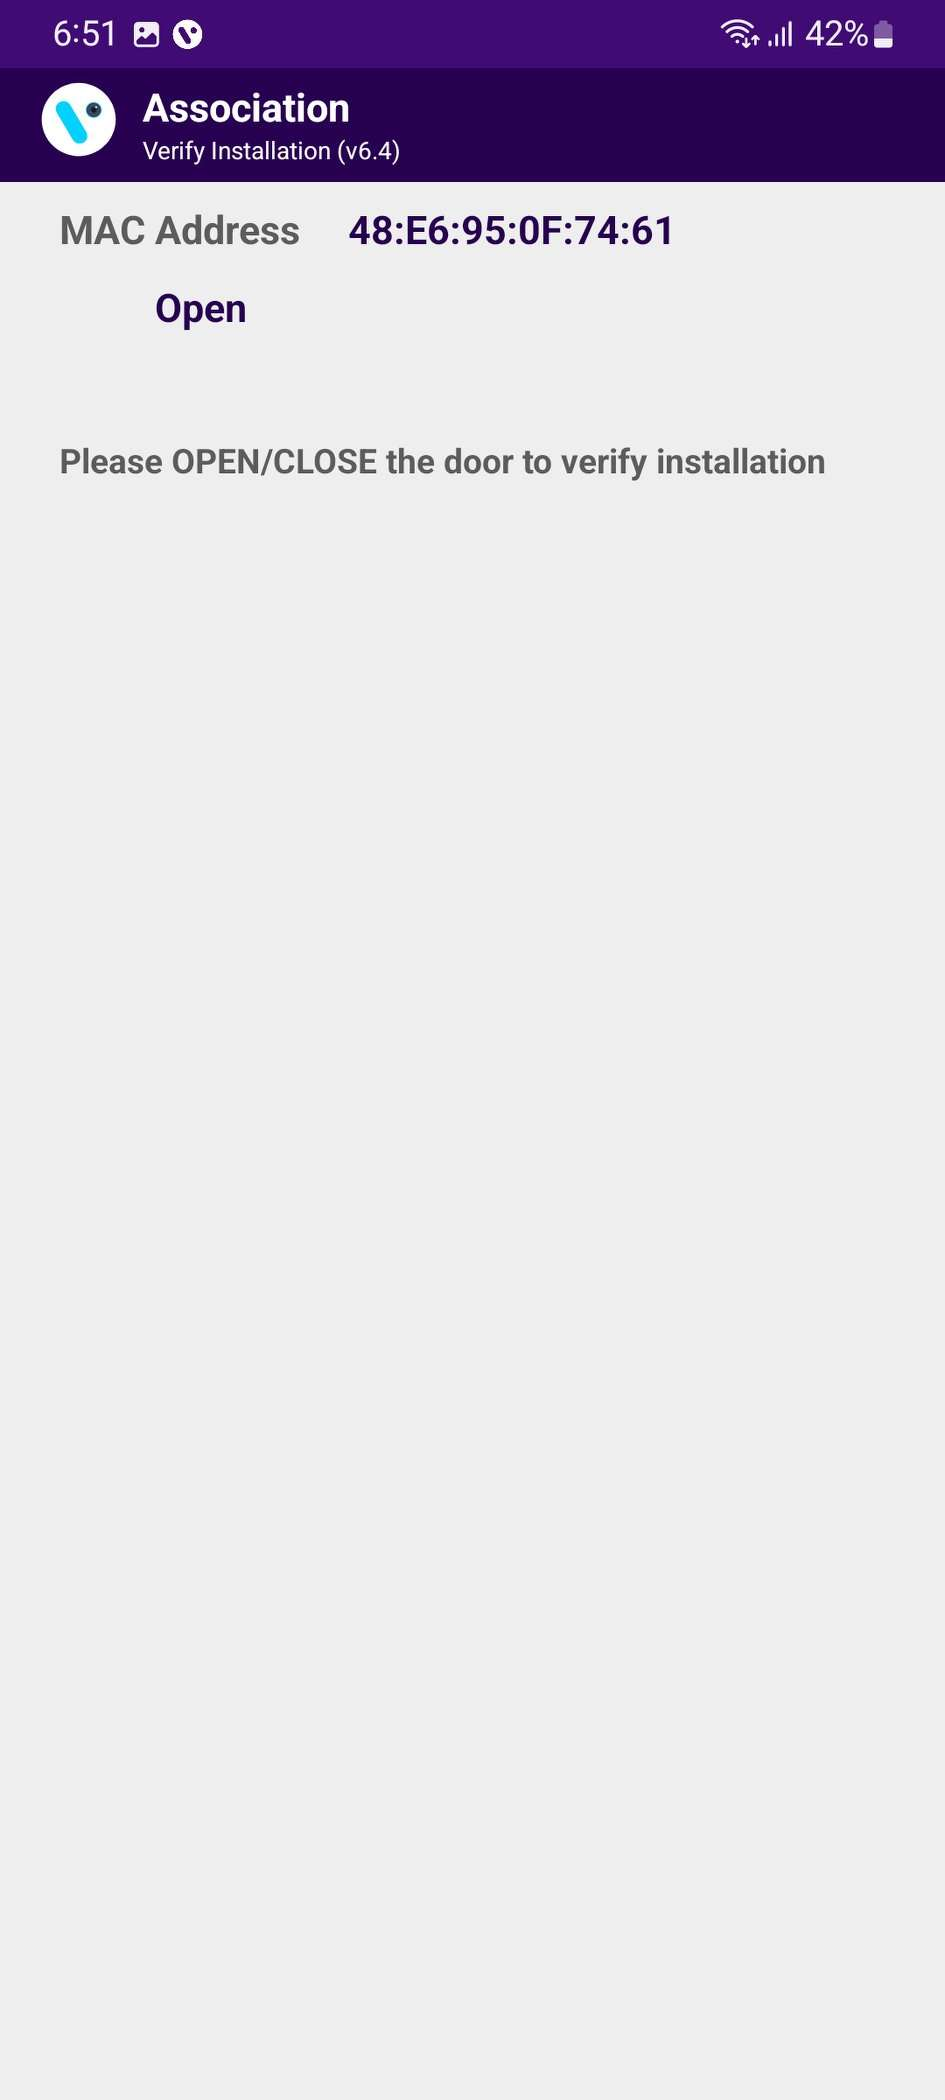 6:51 42%
Association
Verify Installation (v6.4)
MAC Address 48:E6:95:0F:74:61
Open
Please OPEN/CLOSE the door to verify installation